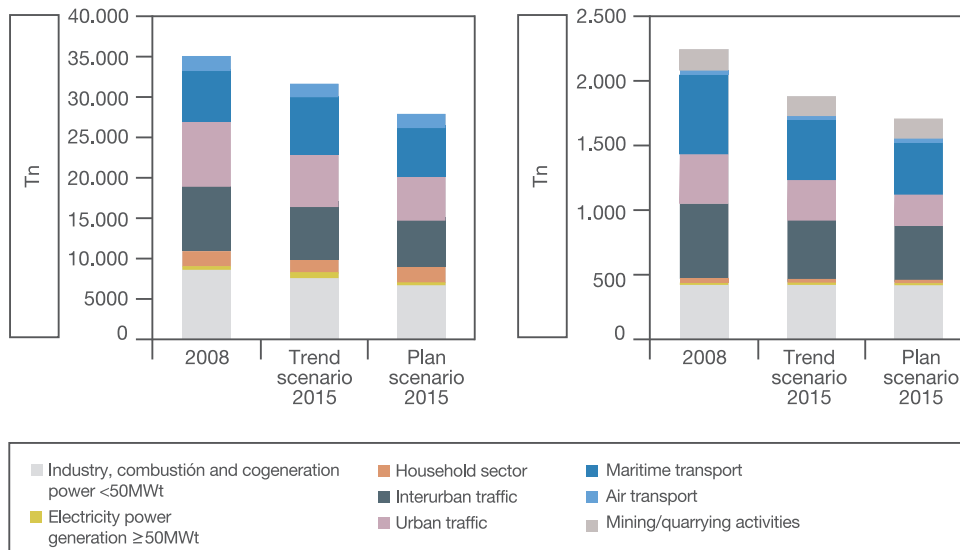 Tn
40.000
35.000
30.000
25.000
20.000
15.000
10.000
5000
0
2008
Trend
scenario
2015
Plan
scenario
2015
Tn
2.500
2.000
1.500
1.000
500
0
2008
Trend
scenario
2015
Plan
scenario
2015
Industry, combustión and cogeneration
power <50MWt
Electricity power
generation ≥50MWt
Household sector
Interurban traffic
Urban traffic
Maritime transport
Air transport
Mining/quarrying activities